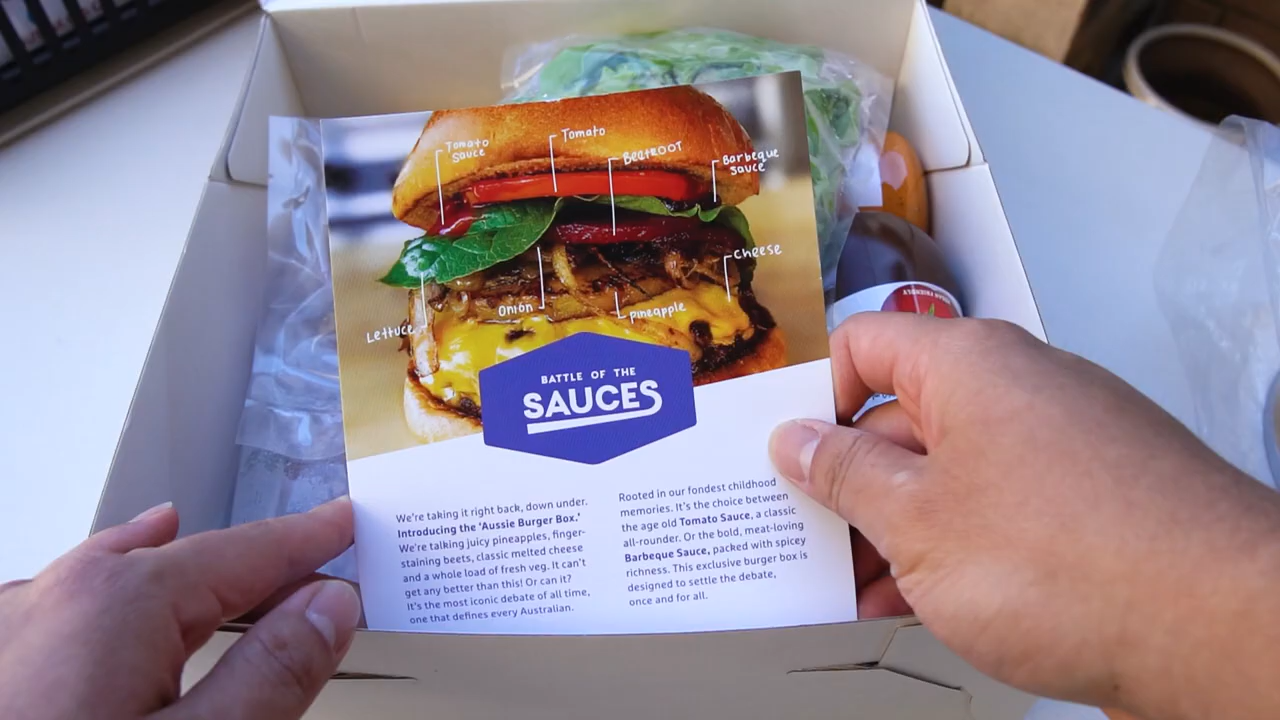 Tomato
Sauce
Tomato
BeetROOT
Barbeque
Sauce
Lettuce
Onion
Pineapple
Cheese
BATTLE OF THE
SAUCES
We're taking it right back, down under.
Introducing the 'Aussie Burger Box.'
We're talking juicy pineapples, finger-
staining beets, classic melted cheese
and a whole load of fresh veg. It can't
get any better than this! Or can it?
It's the most iconic debate of all time,
one that defines every Australian.
Rooted in our fondest childhood
memories. It's the choice between
the age old Tomato Sauce, a classic
all-rounder. Or the bold, meat-loving
Barbeque Sauce, packed with spicy
richness. This exclusive burger box is
designed to settle the debate,
once and for all.
FRIENDLY